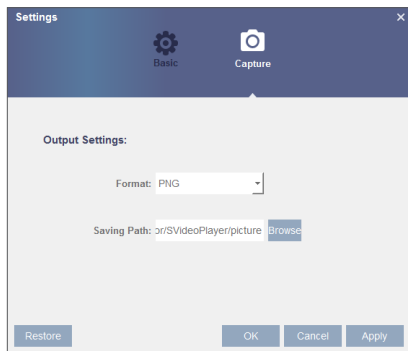 Settings
Basic
Capture
Output Settings:
Format: PNG
Saving Path: or/SVideoPlayer/picture Browse
Restore OK Cancel Apply